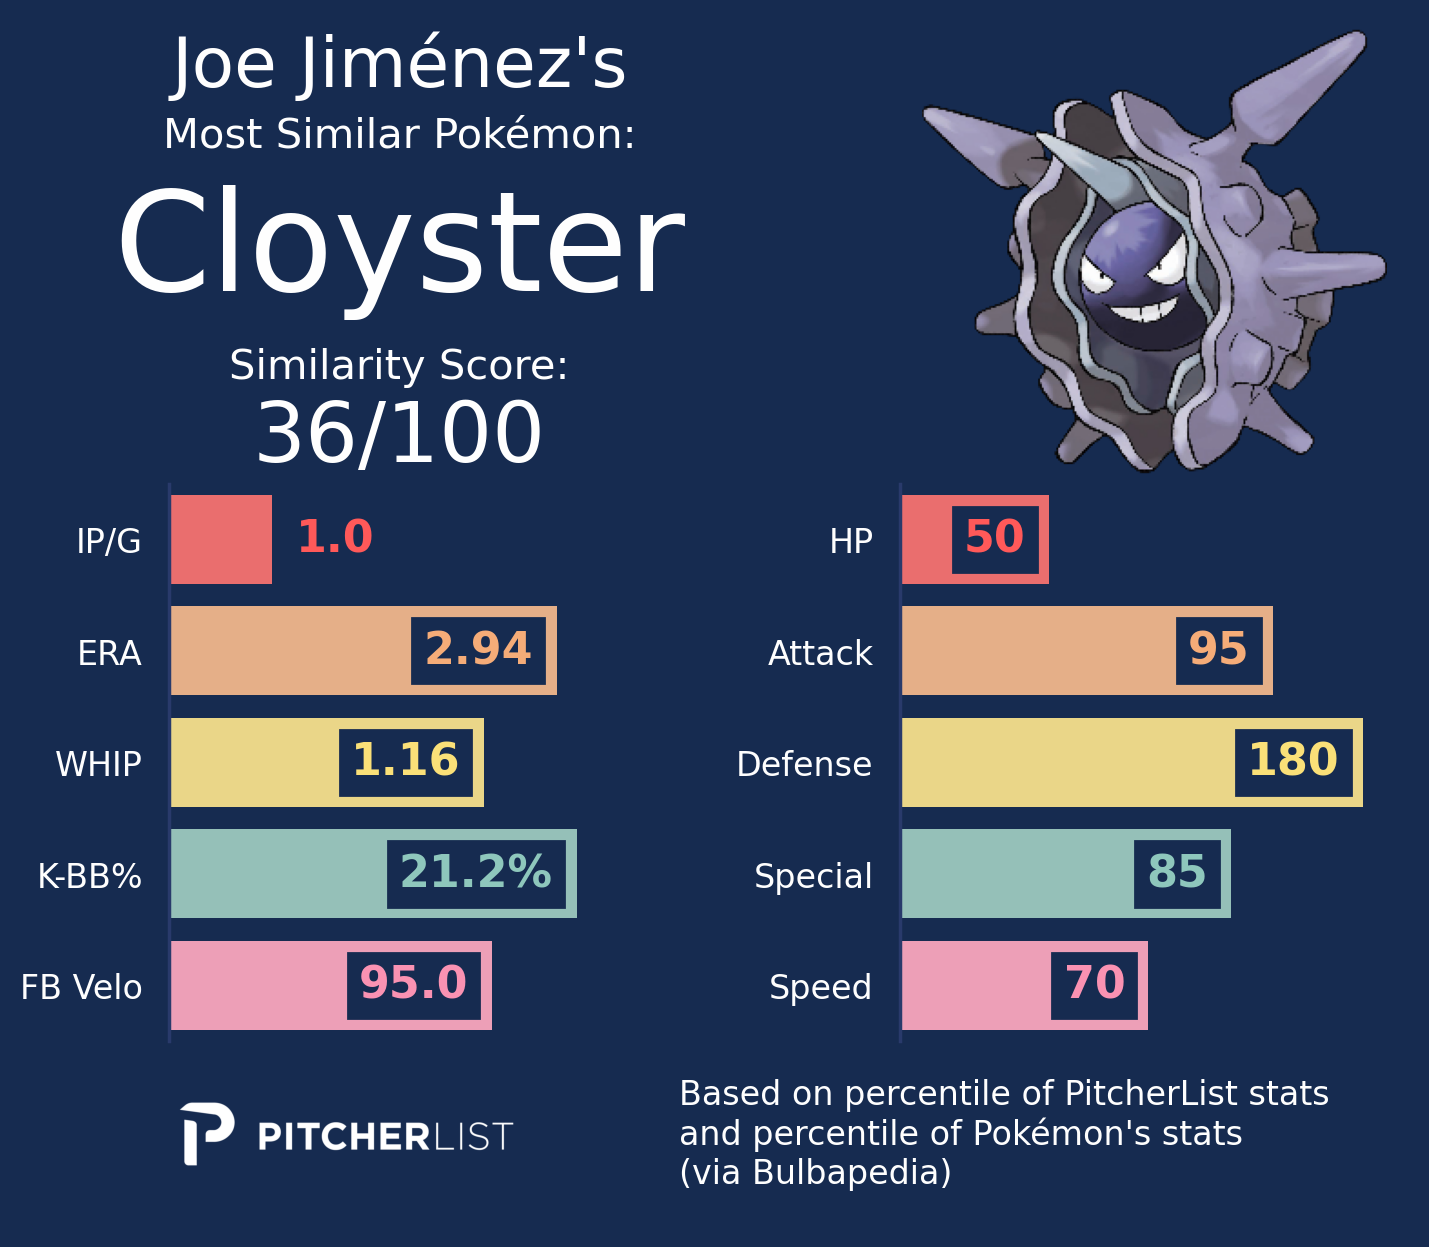 Joe Jiménez's
Most Similar Pokémon:
Cloyster
Similarity Score:
36/100
IP/G 1.0
ERA 2.94
WHIP 1.16
K-BB% 21.2%
FB Velo 95.0
HP 50
Attack 95
Defense 180
Special 85
Speed 70
PITCHERLIST
Based on percentile of PitcherList stats
and percentile of Pokémon's stats
(via Bulbapedia)